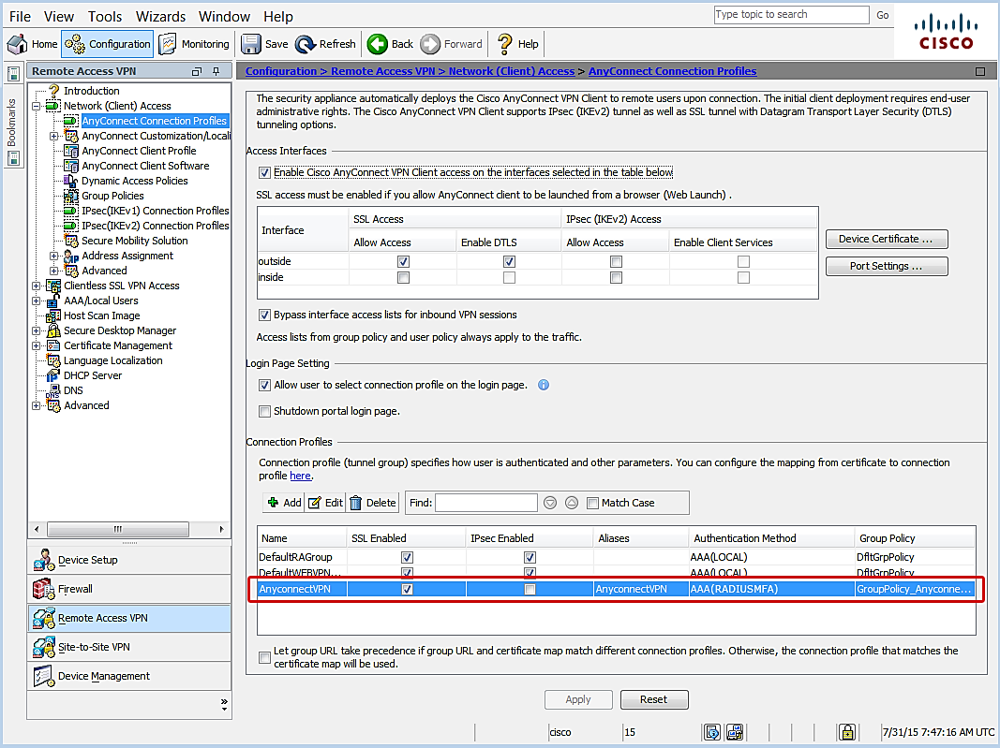 File View Tools Wizards Window Help
Type topic to search Go
Home Configuration Monitoring Save Refresh Back Forward Help
CISCO
Bookmarks
Remote Access VPN
Introduction
Network (Client) Access
AnyConnect Connection Profiles
AnyConnect Customization/Locali
AnyConnect Client Profile
AnyConnect Client Software
Dynamic Access Policies
Group Policies
IPsec(IKEv1) Connection Profiles
IPsec(IKEv2) Connection Profiles
Secure Mobility Solution
Address Assignment
Advanced
Clientless SSL VPN Access
AAA/Local Users
Host Scan Image
Secure Desktop Manager
Certificate Management
Language Localization
DHCP Server
DNS
DNS
Advanced
Device Setup
Firewall
Remote Access VPN
Site-to-Site VPN
Device Management
Configuration > Remote Access VPN > Network (Client) Access > AnyConnect Connection Profiles
The security appliance automatically deploys the Cisco AnyConnect VPN Client to remote users upon connection. The initial client deployment requires end-user
administrative rights. The Cisco AnyConnect VPN Client supports IPsec (IKEv2) tunnel as well as SSL tunnel with Datagram Transport Layer Security (DTLS)
tunneling options.
Access Interfaces
Enable Cisco AnyConnect VPN Client access on the interfaces selected in the table below
SSL access must be enabled if you allow AnyConnect client to be launched from a browser (Web Launch) .
Interface SSL Access IPsec (IKEv2) Access
Allow Access Enable DTLS Allow Access Enable Client Services
outside
inside
Device Certificate ...
Port Settings ...
Bypass interface access lists for inbound VPN sessions
Access lists from group policy and user policy always apply to the traffic.
Login Page Setting
Allow user to select connection profile on the login page.
Shutdown portal login page.
Connection Profiles
Connection profile (tunnel group) specifies how user is authenticated and other parameters. You can configure the mapping from certificate to connection
profile here.
Add Edit Delete Find: Match Case
Name SSL Enabled IPsec Enabled Aliases Authentication Method Group Policy
DefaultRAGroup AAA(LOCAL) DfltGrpPolicy
DefaultWEBVPN... AAA(LOCAL) DfltGrpPolicy
AnyconnectVPN AnyconnectVPN AAA(RADIUSMFA) GroupPolicy_Anyconne...
Let group URL take precedence if group URL and certificate map match different connection profiles. Otherwise, the connection profile that matches the
certificate map will be used.
Apply Reset
cisco 15 7/31/15 7:47:16 AM UTC